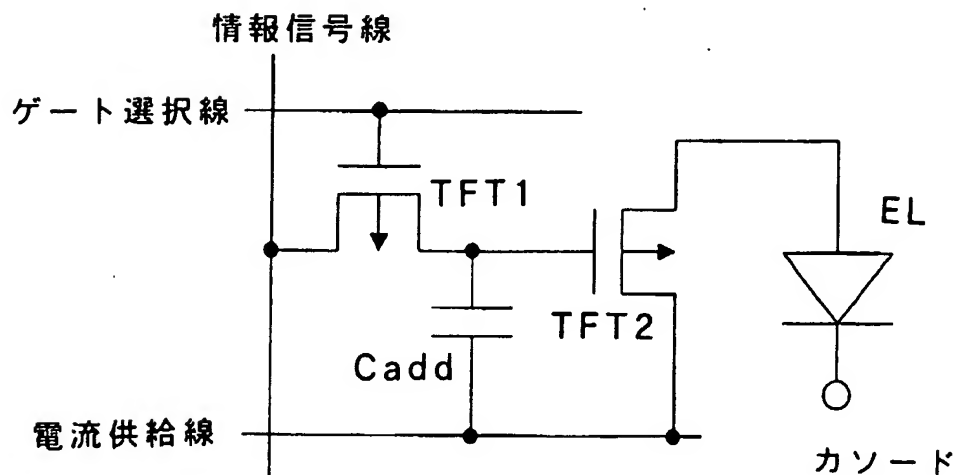 情報信号線
ゲート選択線
TFT1
EL
TFT2
Cadd
電流供給線
カソード